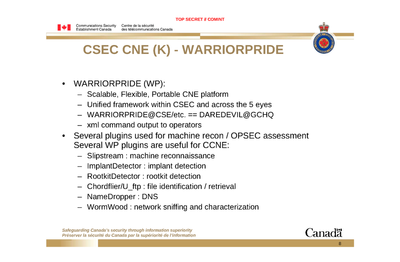 TOP SECRET // COMINT
Communications Security Centre de la sécurité
Establishment Canada des télécommunications Canada
CSEC CNE (K) - WARRIORPRIDE
• WARRIORPRIDE (WP):
– Scalable, Flexible, Portable CNE platform
– Unified framework within CSEC and across the 5 eyes
– WARRIORPRIDE@CSE/etc. == DAREDEVIL@GCHQ
– xml command output to operators
• Several plugins used for machine recon / OPSEC assessment
Several WP plugins are useful for CCNE:
– Slipstream : machine reconnaissance
– ImplantDetector : implant detection
– RootkitDetector : rootkit detection
– Chordflier/U_ftp : file identification / retrieval
– NameDropper : DNS
– WormWood : network sniffing and characterization
Safeguarding Canada's security through information superiority
Préserver la sécurité du Canada par la supériorité de l'information
Canada